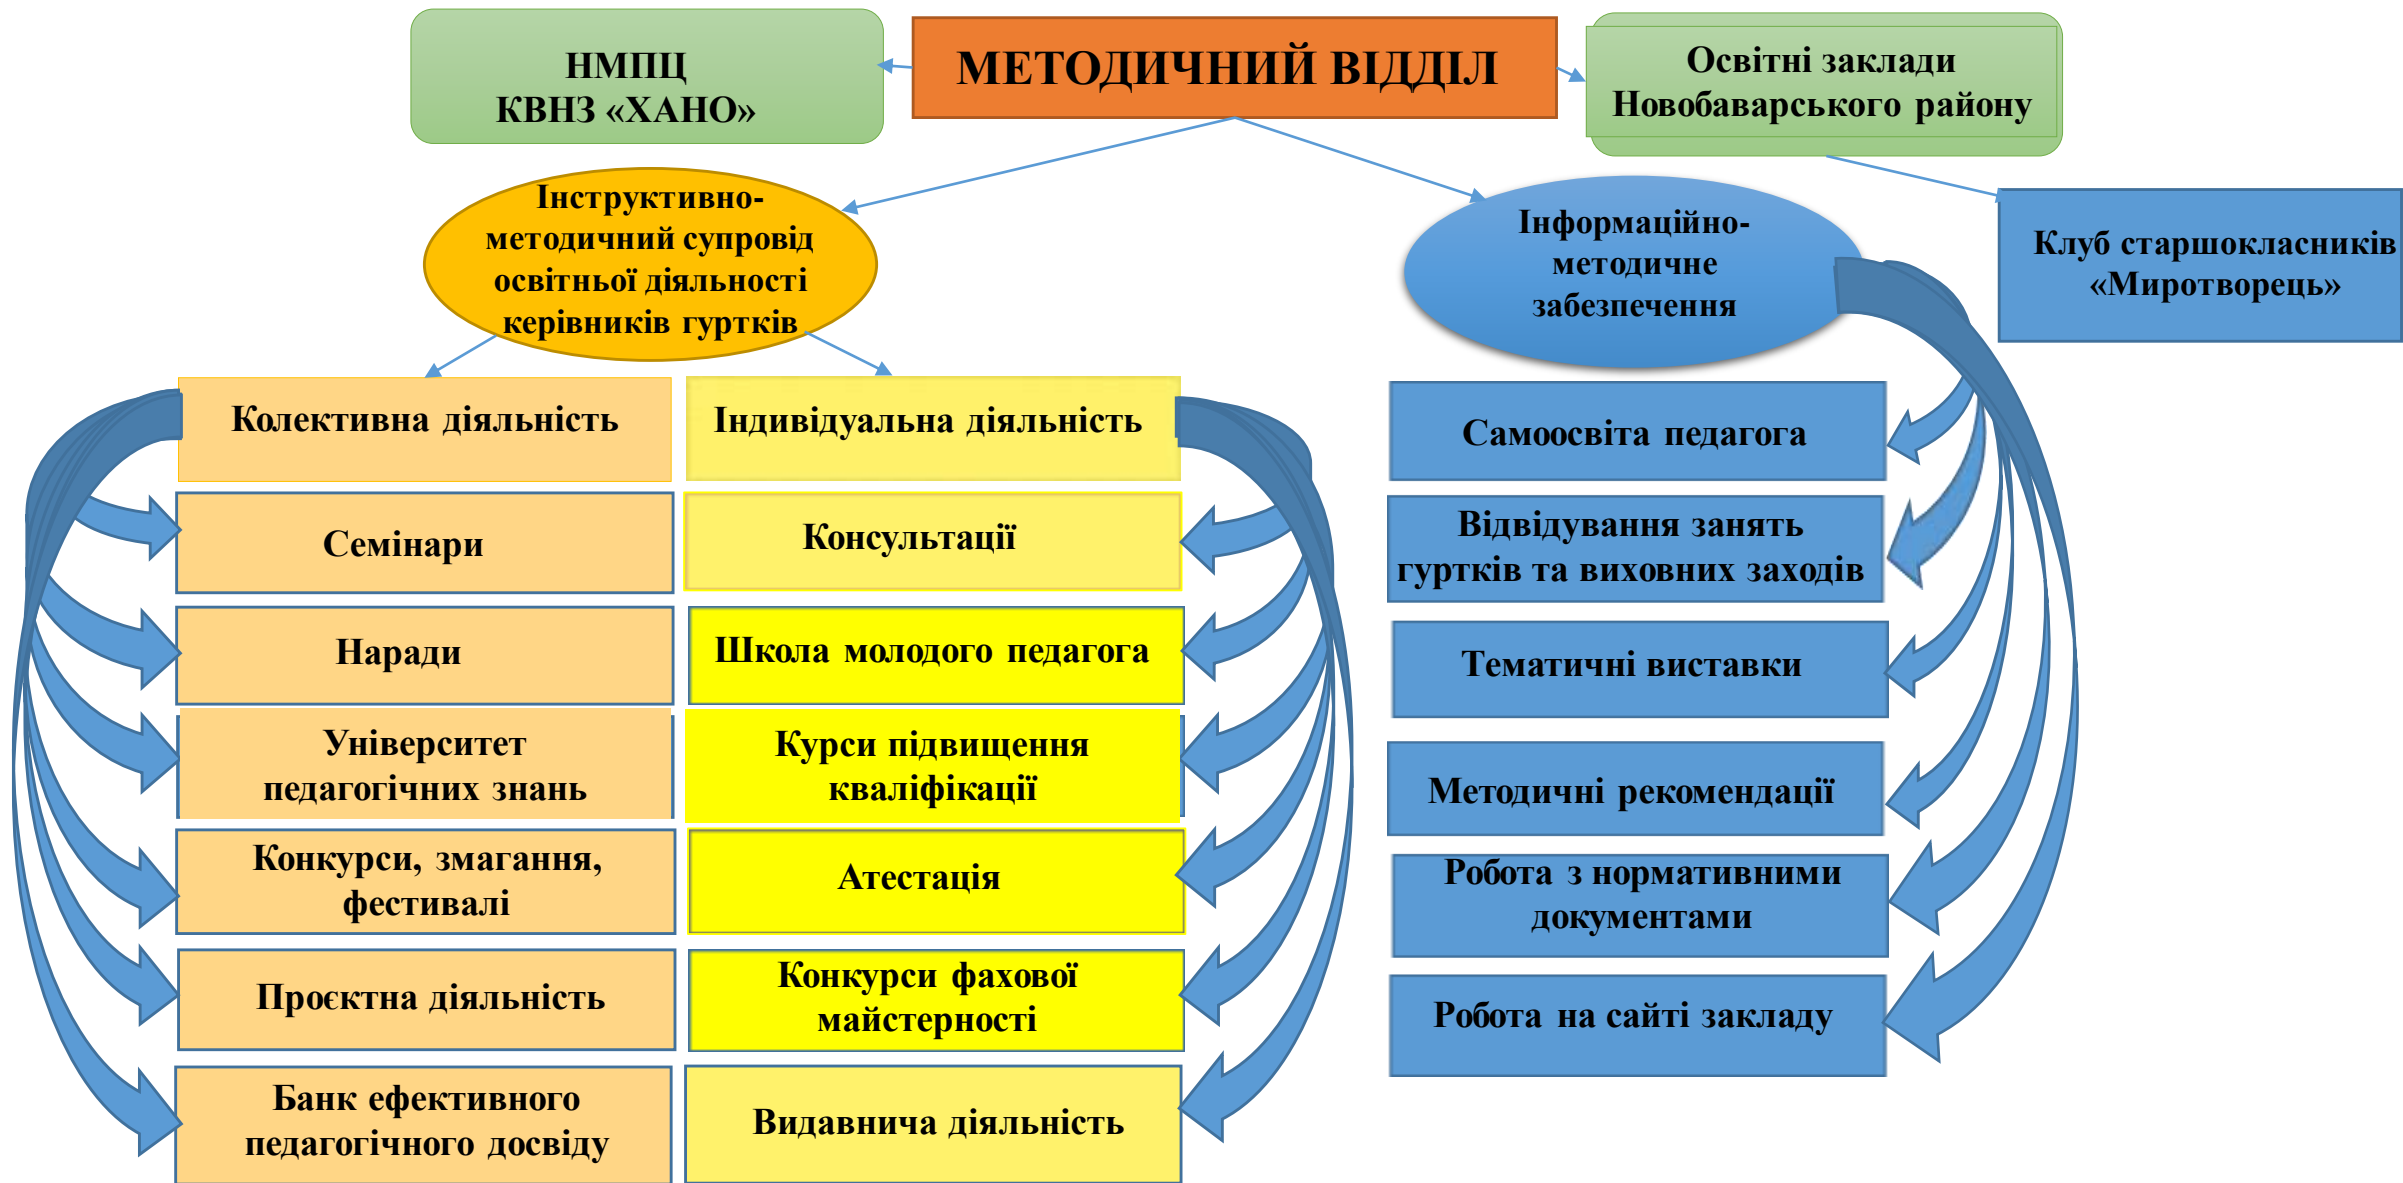 НМПЦ
КВНЗ «ХАНО»
МЕТОДИЧНИЙ ВІДДІЛ
Освітні заклади
Новобаварського району
Інструктивно-
методичний супровід
освітньої діяльності
керівників гуртків
Інформаційно-
методичне
забезпечення
Клуб старшокласників
«Миротворець»
Колективна діяльність
Семінари
Наради
Університет
педагогічних знань
Конкурси, змагання,
фестивалі
Проєктна діяльність
Банк ефективного
педагогічного досвіду
Індивідуальна діяльність
Консультації
Школа молодого педагога
Курси підвищення
кваліфікації
Атестація
Конкурси фахової
майстерності
Видавнича діяльність
Самоосвіта педагога
Відвідування занять
гуртків та виховних заходів
Тематичні виставки
Методичні рекомендації
Робота з нормативними
документами
Робота на сайті закладу